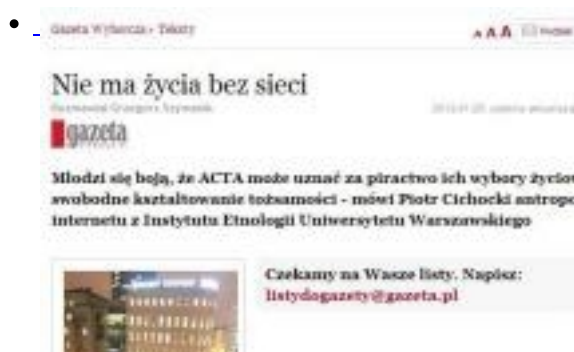 Gazeta Wyborcza › Teksty
A A A
Nie ma życia bez sieci
gazeta
Młodzi się boją, że ACTA może uznać za piractwo ich wybory
swobodne kształtowanie tożsamości - mówi Piotr Cichocki
internetu z Instytutu Etnologii Uniwersytetu Warszawskiego
Czekamy na Wasze listy. Napisz:
listydogazety@gazeta.pl